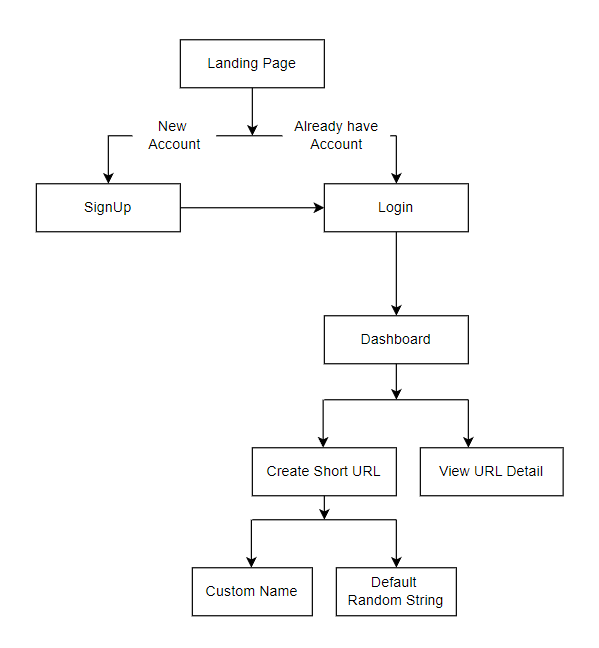 Landing Page
New
Account
Already have
Account
SignUp
Login
Dashboard
Create Short URL
View URL Detail
Custom Name
Default
Random String